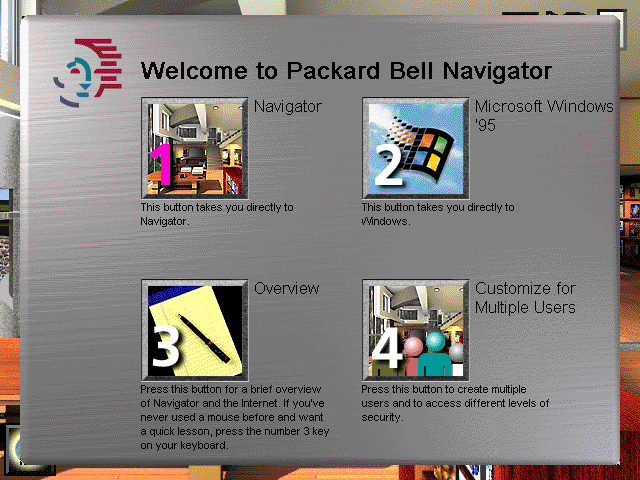 Welcome to Packard Bell Navigator
1
Navigator
This button takes you directly to
Navigator.
2
Microsoft Windows
'95
This button takes you directly to
Windows.
3
Overview
Press this button for a brief overview
of Navigator and the Internet. If you've
never used a mouse before and want
a quick lesson, press the number 3 key
on your keyboard.
4
Customize for
Multiple Users
Press this button to create multiple
users and to access different levels of
security.